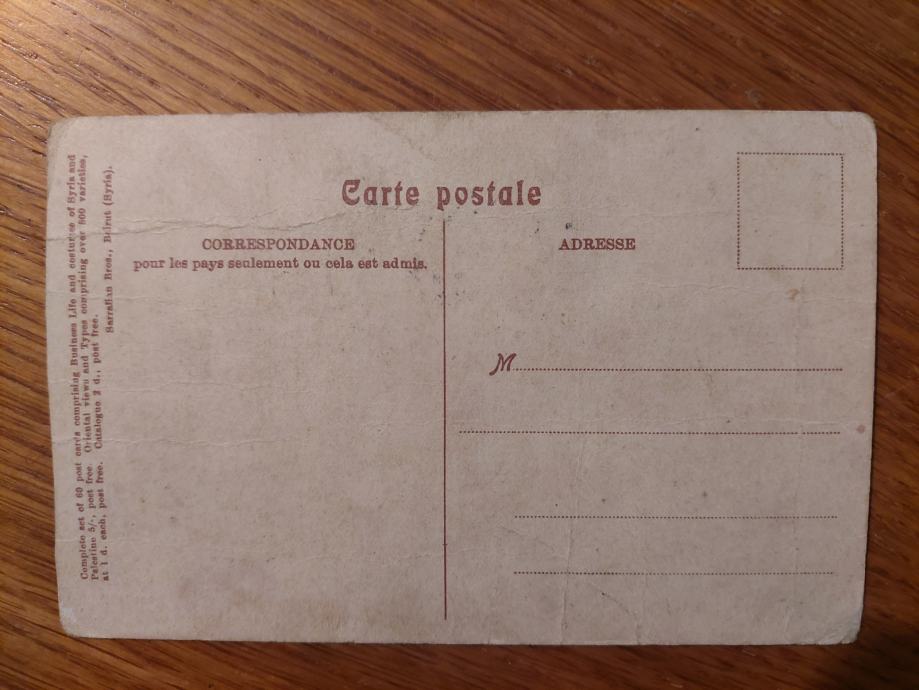 Carte postale
CORRESPONDANCE
pour les pays seulement ou cela est admis.
ADRESSE
M
Complete set of 60 post cards comprising Business Life and costumes of Syria and
Palestine 5/-, post free. Oriental views and Types comprising over 800 varieties,
at 1 d. each, post free. Catalogue 2 d., post free.
Sarrafian Bros., Beirut (Syria).